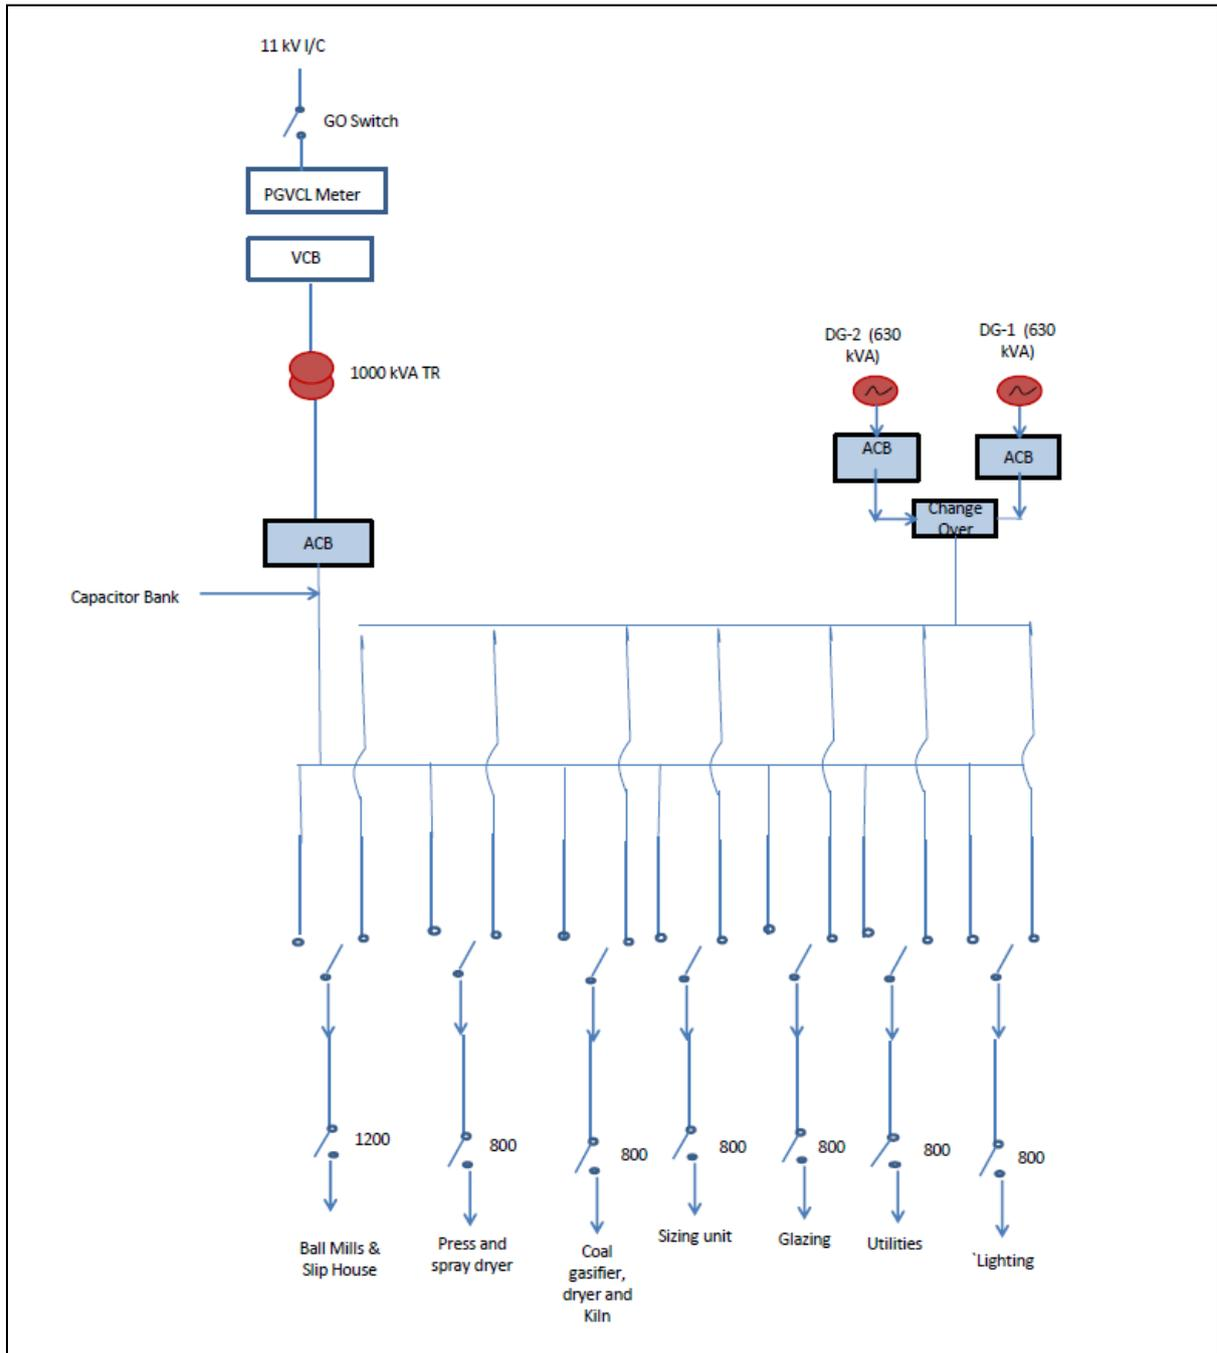 11 kV I/C
GO Switch
PGVCL Meter
VCB
1000 kVA TR
DG-2 (630
kVA)
DG-1 (630
kVA)
ACB
ACB
Change
Over
ACB
Capacitor Bank
1200
800
800
800
800
800
800
Ball Mills &
Slip House
Press and
spray dryer
Coal
gasifier,
dryer and
Kiln
Sizing unit
Glazing
Utilities
`Lighting